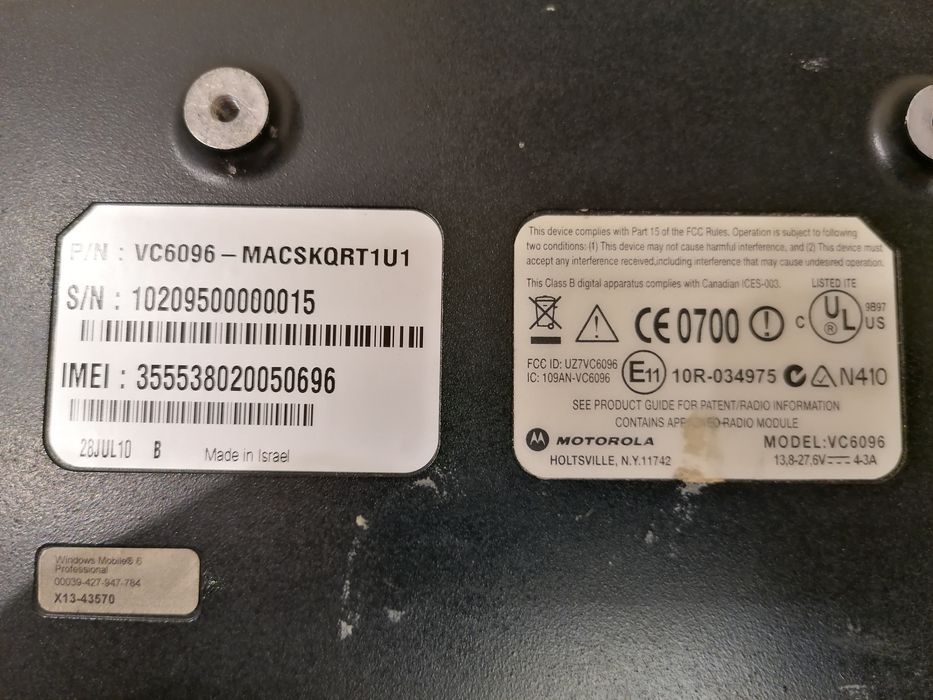 P/N : VC6096 – MACSKQRT1U1
S/N : 10209500000015
IMEI : 355538020050696
28JUL10 B Made in Israel
This device complies with Part 15 of the FCC Rules. Operation is subject to following
two conditions: (1) This device may not cause harmful interference, and (2) This device must
accept any interference received,including interference that may cause undesired operation.
This Class B digital apparatus complies with Canadian ICES-003.
LISTED ITE
CE 0700
C UL ® US
9B97
FCC ID: UZ7VC6096
IC: 109AN-VC6096
E11 10R-034975 N410
SEE PRODUCT GUIDE FOR PATENT/RADIO INFORMATION
CONTAINS APPROVED RADIO MODULE
MOTOROLA
HOLTSVILLE, N.Y.11742
MODEL:VC6096
13,8-27,6V 4-3A
Windows Mobile® 6
Professional
00039-427-947-784
X13-43570